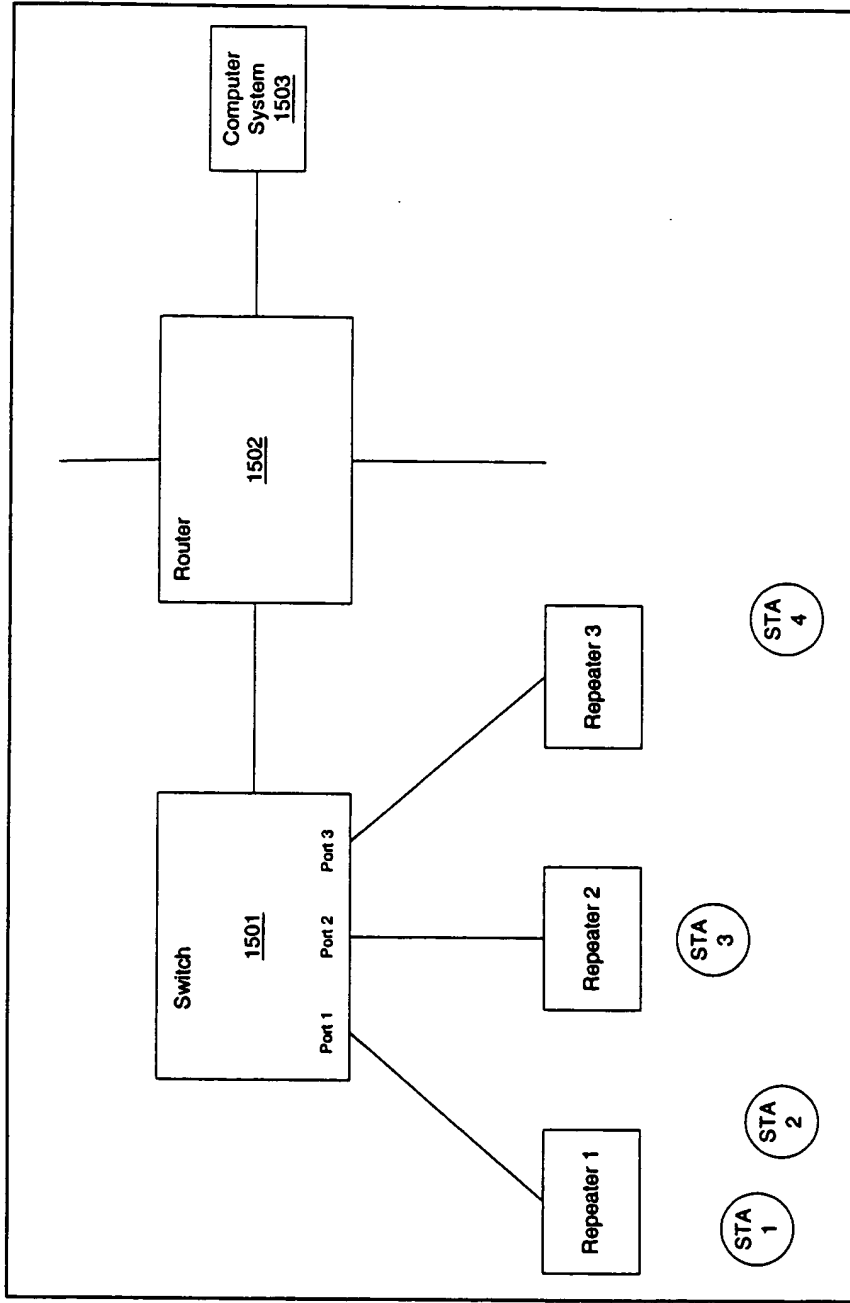 Switch
1501
Port 1
Port 2
Port 3
Router
1502
Computer
System
1503
Repeater 1
Repeater 2
Repeater 3
STA
1
STA
2
STA
3
STA
4